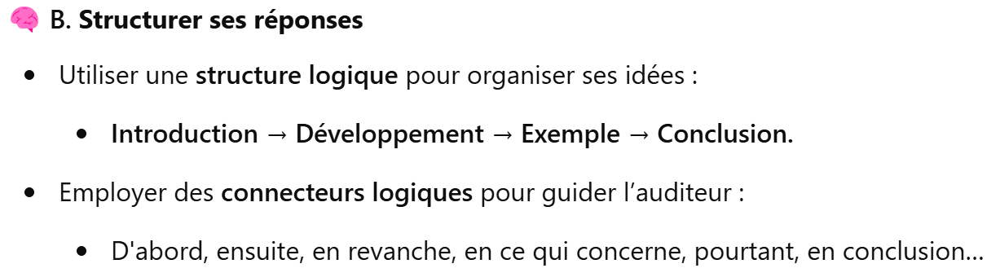 B. Structurer ses réponses
Utiliser une structure logique pour organiser ses idées :
Introduction → Développement → Exemple → Conclusion.
Employer des connecteurs logiques pour guider l’auditeur :
D'abord, ensuite, en revanche, en ce qui concerne, pourtant, en conclusion...